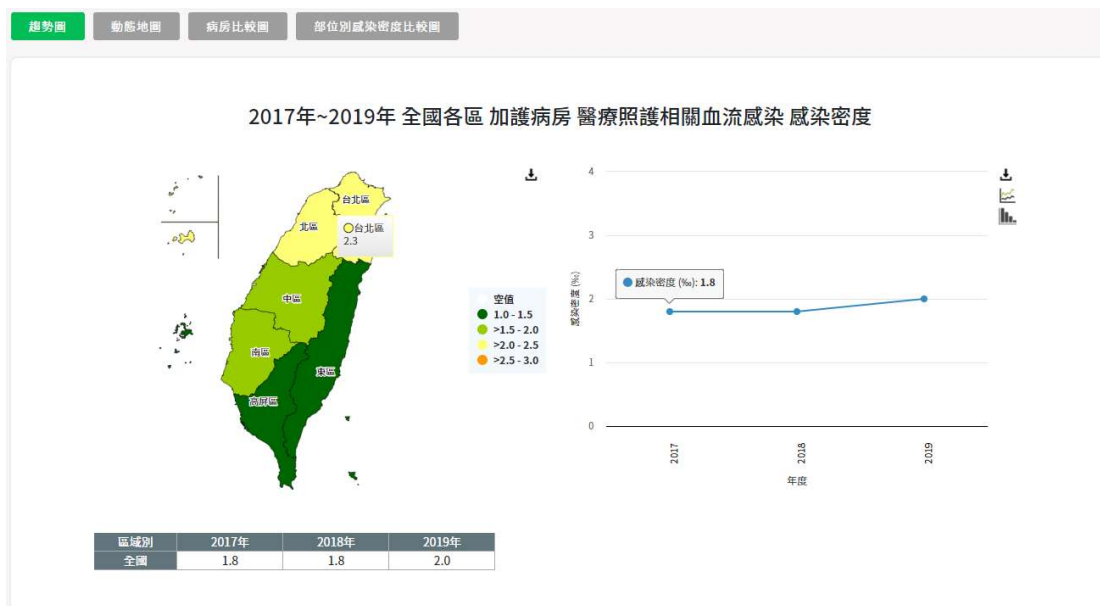 趨勢圖
動態地圖
病房比較圖
部位別感染密度比較圖
2017年~2019年 全國各區 加護病房 醫療照護相關血流感染 感染密度
台北區
北區
台北區
2.3
中區
南區
東區
高屏區
空值
1.0 - 1.5
>1.5 - 2.0
>2.0 - 2.5
>2.5 - 3.0
4
3
2
1
0
感染密度 (‰)
感染密度 (‰): 1.8
2017
2018
2019
年度
區域別 2017年 2018年 2019年
全國 1.8 1.8 2.0